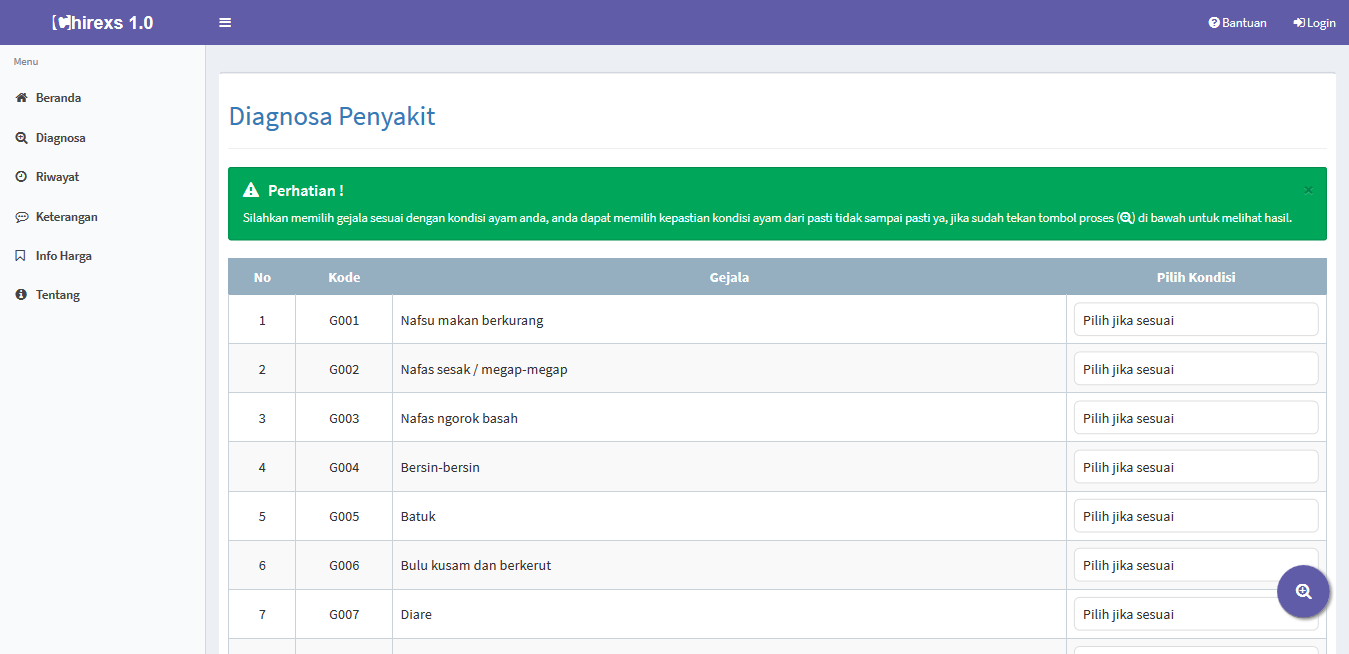 Chirexs 1.0
Bantuan
Login
Menu
Beranda
Diagnosa
Riwayat
Keterangan
Info Harga
Tentang
Diagnosa Penyakit
Perhatian !
×
Silahkan memilih gejala sesuai dengan kondisi ayam anda, anda dapat memilih kepastian kondisi ayam dari pasti tidak sampai pasti ya, jika sudah tekan tombol proses () di bawah untuk melihat hasil.
No Kode Gejala Pilih Kondisi
1 G001 Nafsu makan berkurang Pilih jika sesuai
2 G002 Nafas sesak / megap-megap Pilih jika sesuai
3 G003 Nafas ngorok basah Pilih jika sesuai
4 G004 Bersin-bersin Pilih jika sesuai
5 G005 Batuk Pilih jika sesuai
6 G006 Bulu kusam dan berkerut Pilih jika sesuai
7 G007 Diare Pilih jika sesuai